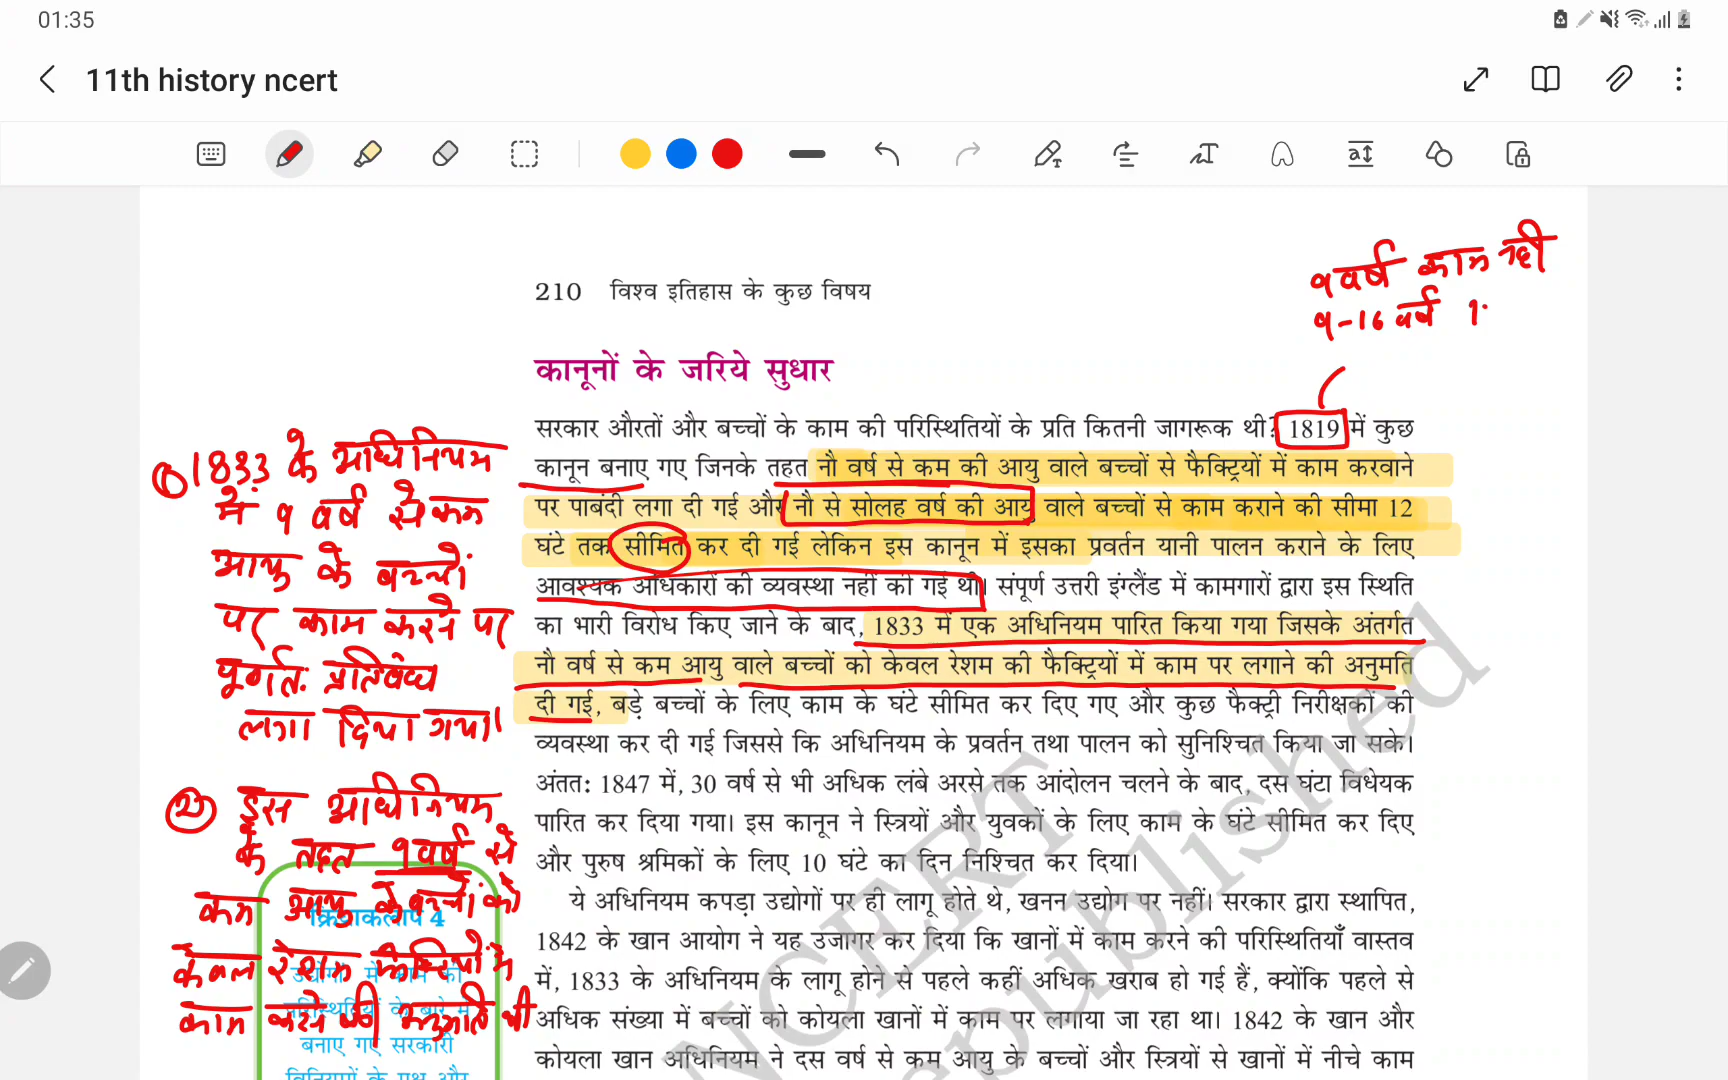 01:35
11th history ncert
9 वर्ष काम नही
9-16 वर्ष 1
210 विश्व इतिहास के कुछ विषय
कानूनों के जरिये सुधार
सरकार औरतों और बच्चों के काम की परिस्थितियों के प्रति कितनी जागरूक थी? 1819 में कुछ
कानून बनाए गए जिनके तहत नौ वर्ष से कम की आयु वाले बच्चों से फैक्ट्रियों में काम करवाने
पर पाबंदी लगा दी गई और नौ से सोलह वर्ष की आयु वाले बच्चों से काम कराने की सीमा 12
घंटे तक सीमित कर दी गई लेकिन इस कानून में इसका प्रवर्तन यानी पालन कराने के लिए
आवश्यक अधिकारों की व्यवस्था नहीं की गई थी। संपूर्ण उत्तरी इंग्लैंड में कामगारों द्वारा इस स्थिति
का भारी विरोध किए जाने के बाद, 1833 में एक अधिनियम पारित किया गया जिसके अंतर्गत
नौ वर्ष से कम आयु वाले बच्चों को केवल रेशम की फैक्ट्रियों में काम पर लगाने की अनुमति
दी गई, बड़े बच्चों के लिए काम के घंटे सीमित कर दिए गए और कुछ फैक्ट्री निरीक्षकों की
व्यवस्था कर दी गई जिससे कि अधिनियम के प्रवर्तन तथा पालन को सुनिश्चित किया जा सके।
अंतत: 1847 में, 30 वर्ष से भी अधिक लंबे अरसे तक आंदोलन चलने के बाद, दस घंटा विधेयक
पारित कर दिया गया। इस कानून ने स्त्रियों और युवकों के लिए काम के घंटे सीमित कर दिए
और पुरुष श्रमिकों के लिए 10 घंटे का दिन निश्चित कर दिया।
ये अधिनियम कपड़ा उद्योगों पर ही लागू होते थे, खनन उद्योग पर नहीं। सरकार द्वारा स्थापित,
1842 के खान आयोग ने यह उजागर कर दिया कि खानों में काम करने की परिस्थितियाँ वास्तव
में, 1833 के अधिनियम के लागू होने से पहले कहीं अधिक खराब हो गई हैं, क्योंकि पहले से
अधिक संख्या में बच्चों को कोयला खानों में काम पर लगाया जा रहा था। 1842 के खान और
कोयला खान अधिनियम ने दस वर्ष से कम आयु के बच्चों और स्त्रियों से खानों में नीचे काम
① 1833 के अधिनियम
में 9 वर्ष से कम
आयु के बच्चों
पर काम करने पर
पूर्णतः प्रतिबंध
लगा दिया गया।
② इस अधिनियम
के तहत 9 वर्ष से
कम आयु के बच्चों को
केवल रेशम फैक्ट्रियों में
काम करने की अनुमति थी
क्रियाकलाप 4
उद्योगों में काम की
परिस्थितियों के बारे में
बनाए गए सरकारी
विनियमों के पक्ष और
NCERT
republished